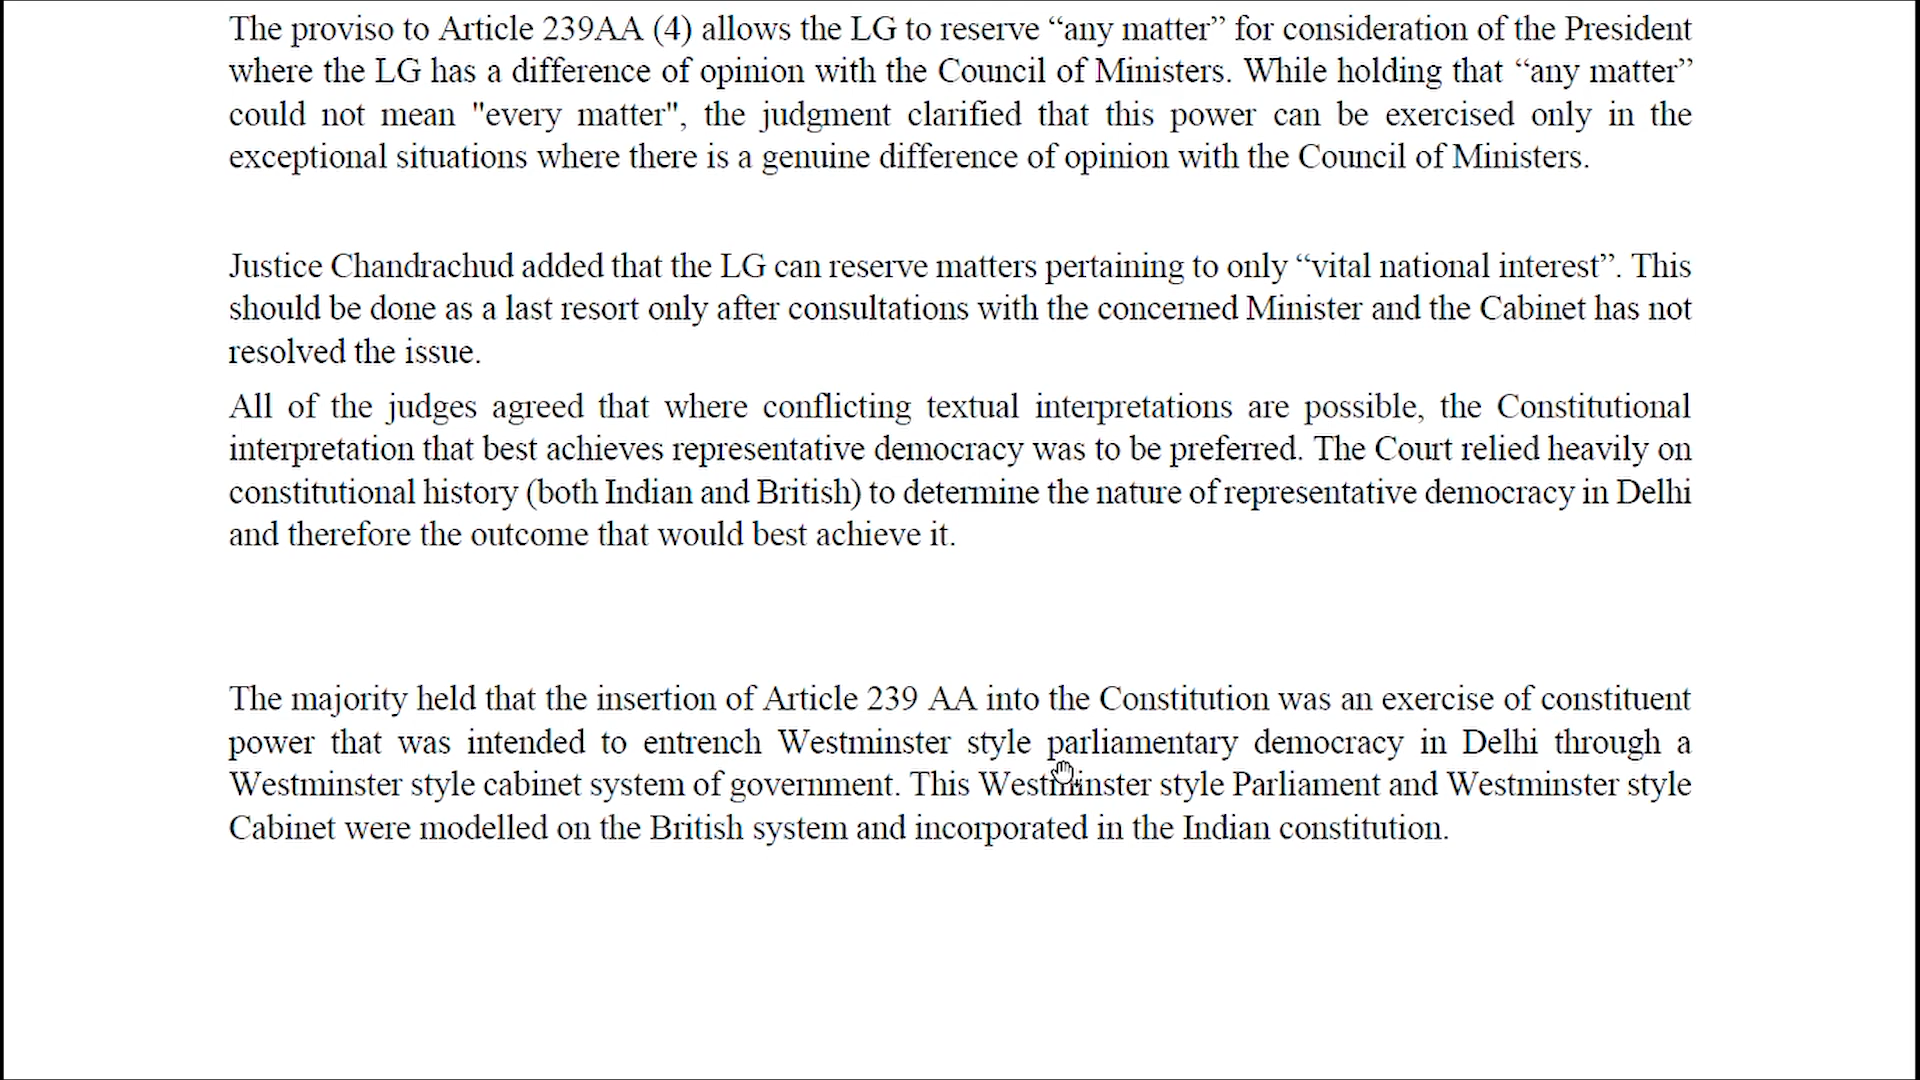 The proviso to Article 239AA (4) allows the LG to reserve “any matter” for consideration of the President
where the LG has a difference of opinion with the Council of Ministers. While holding that “any matter”
could not mean "every matter", the judgment clarified that this power can be exercised only in the
exceptional situations where there is a genuine difference of opinion with the Council of Ministers.
Justice Chandrachud added that the LG can reserve matters pertaining to only “vital national interest”. This
should be done as a last resort only after consultations with the concerned Minister and the Cabinet has not
resolved the issue.
All of the judges agreed that where conflicting textual interpretations are possible, the Constitutional
interpretation that best achieves representative democracy was to be preferred. The Court relied heavily on
constitutional history (both Indian and British) to determine the nature of representative democracy in Delhi
and therefore the outcome that would best achieve it.
The majority held that the insertion of Article 239 AA into the Constitution was an exercise of constituent
power that was intended to entrench Westminster style parliamentary democracy in Delhi through a
Westminster style cabinet system of government. This Westminster style Parliament and Westminster style
Cabinet were modelled on the British system and incorporated in the Indian constitution.